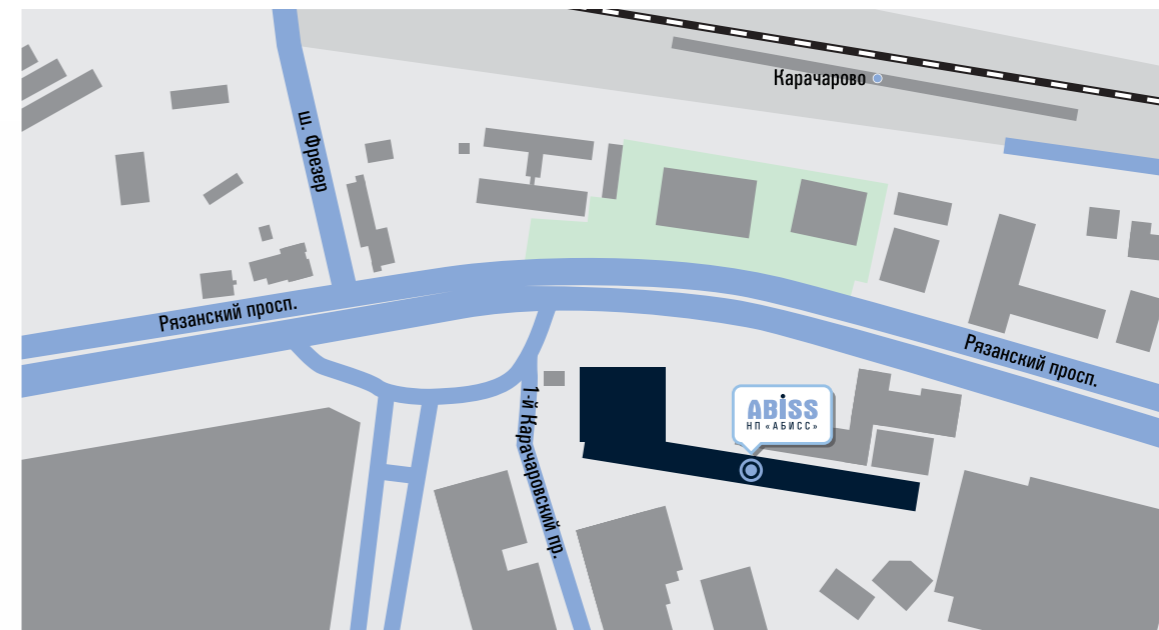 Карачарово
ш. Фрезер
Рязанский просп.
Рязанский просп.
1-й Карачаровский пр.
ABiSS
НП «АБИСС»